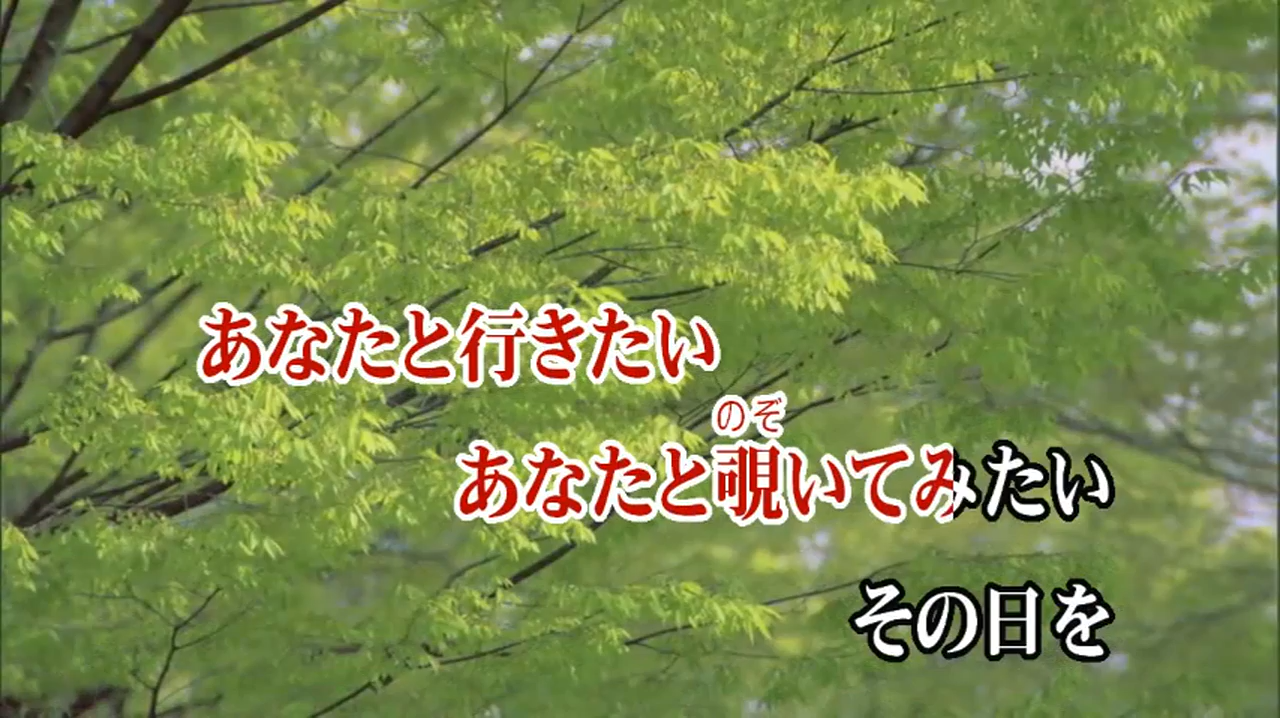 あなたと行きたい
のぞ
あなたと覗いてみたい
その日を